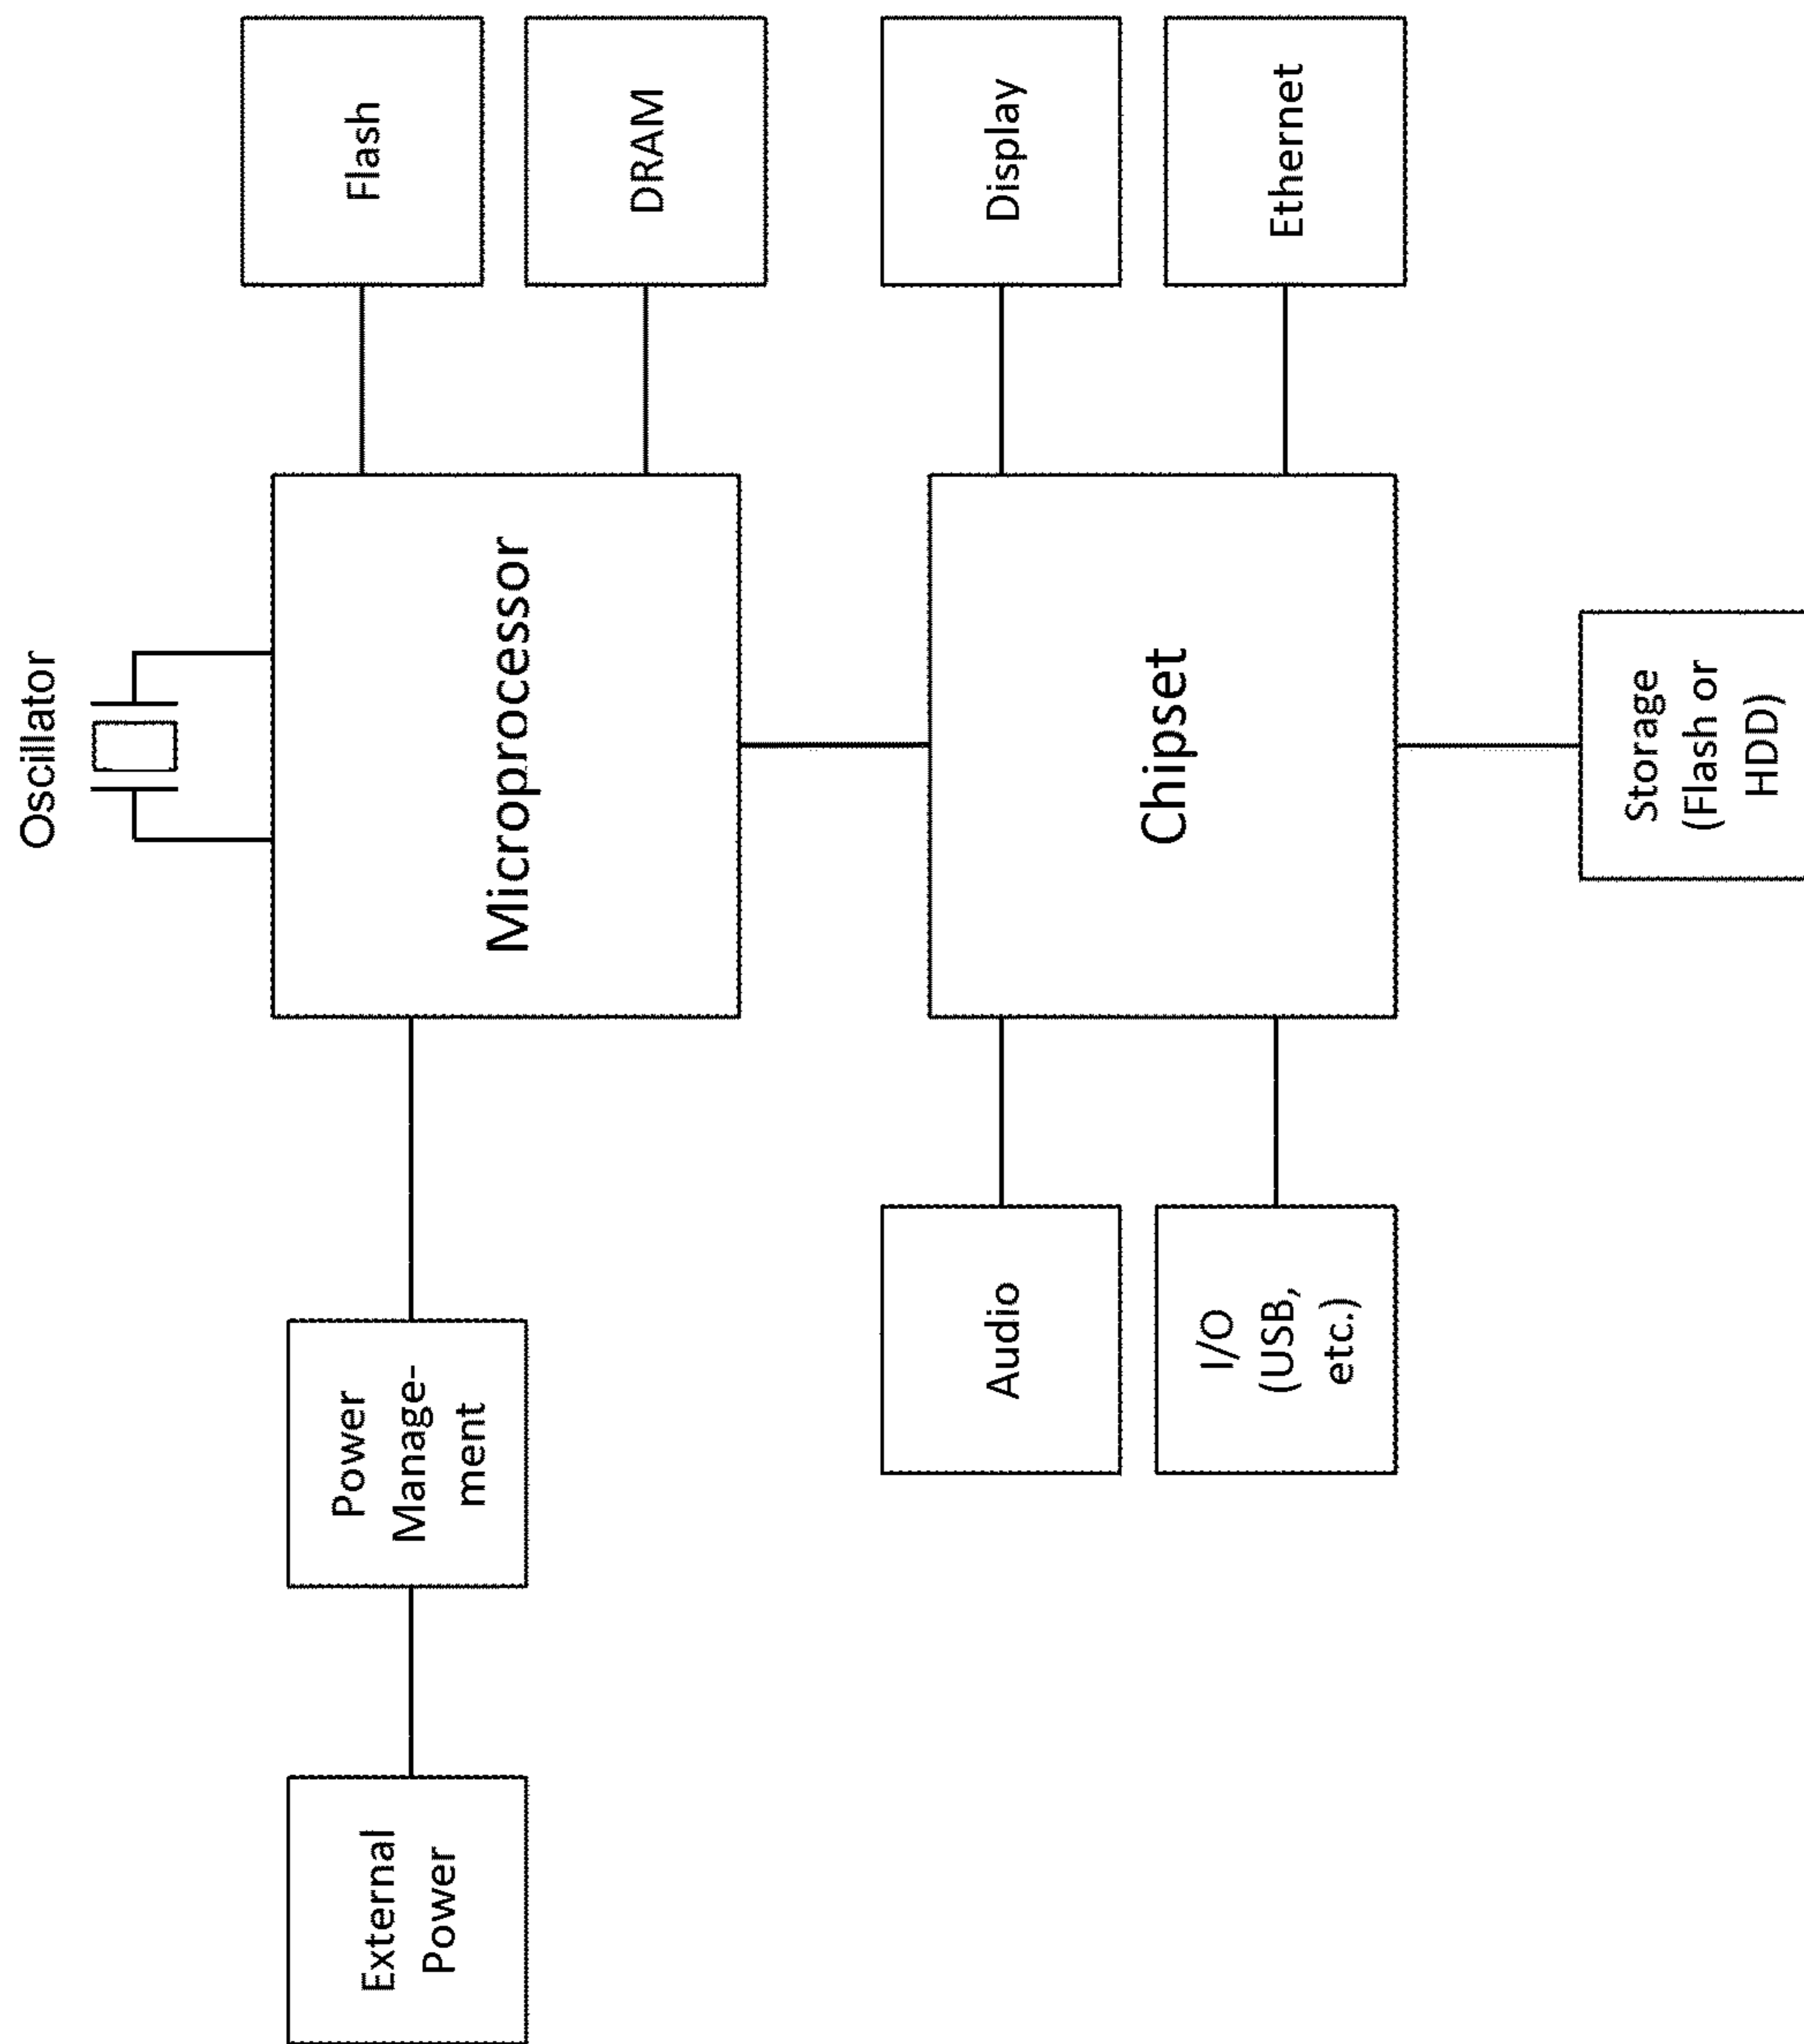 Oscillator
Flash
DRAM
Microprocessor
Power
Manage-
ment
External
Power
Display
Ethernet
Chipset
Audio
I/O
(USB,
etc.)
Storage
(Flash or
HDD)